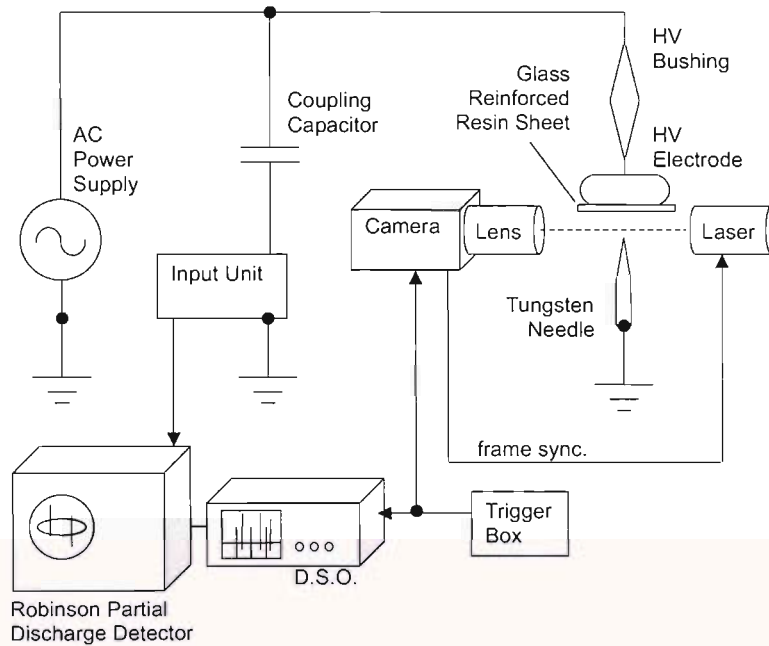 HV
Bushing
Glass
Reinforced
Resin Sheet
Coupling
Capacitor
AC
Power
Supply
HV
Electrode
Camera
Lens
Laser
Input Unit
Tungsten
Needle
frame sync.
Trigger
Box
D.S.O.
Robinson Partial
Discharge Detector